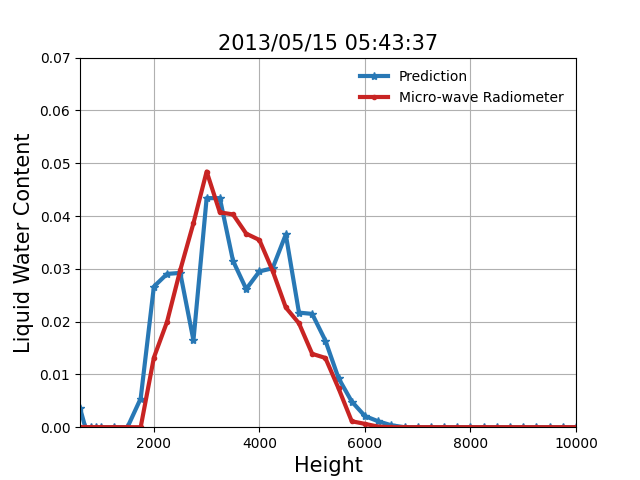 2013/05/15 05:43:37
0.07
0.06
0.05
0.04
0.03
0.02
0.01
0.00
Liquid Water Content
Prediction
Micro-wave Radiometer
2000 4000 6000 8000 10000
Height